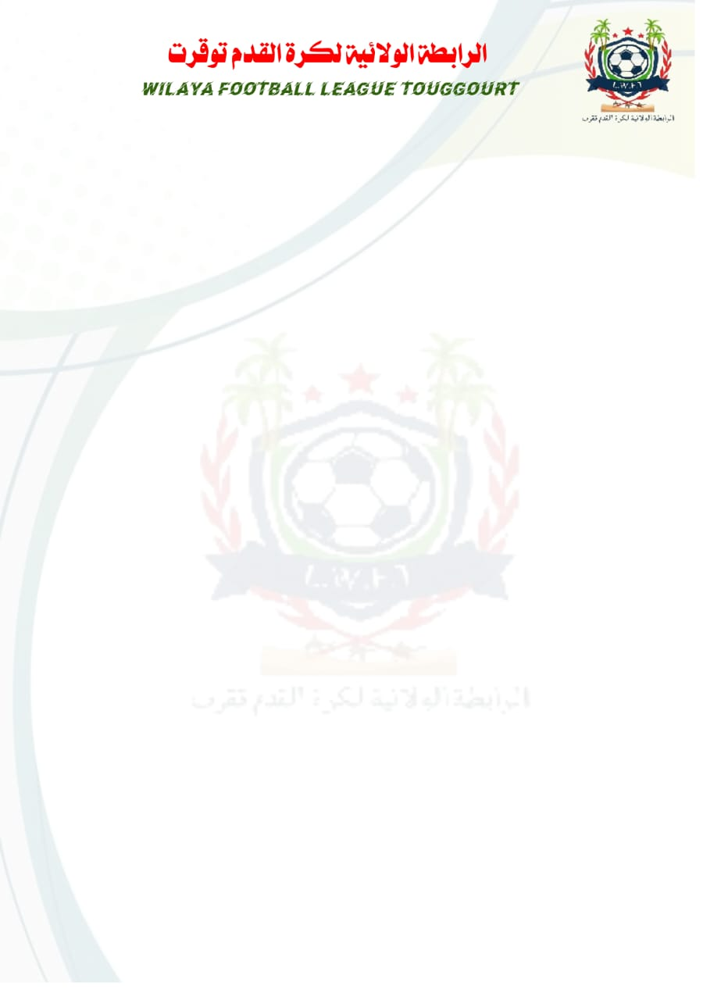 الرابطة الولائية لكرة القدم توقرت
WILAYA FOOTBALL LEAGUE TOUGGOURT
L.W.F.T
الرابطة الولائية لكرة القدم تقرت
L.W.F.T
الرابطة الولائية لكرة القدم تقرت